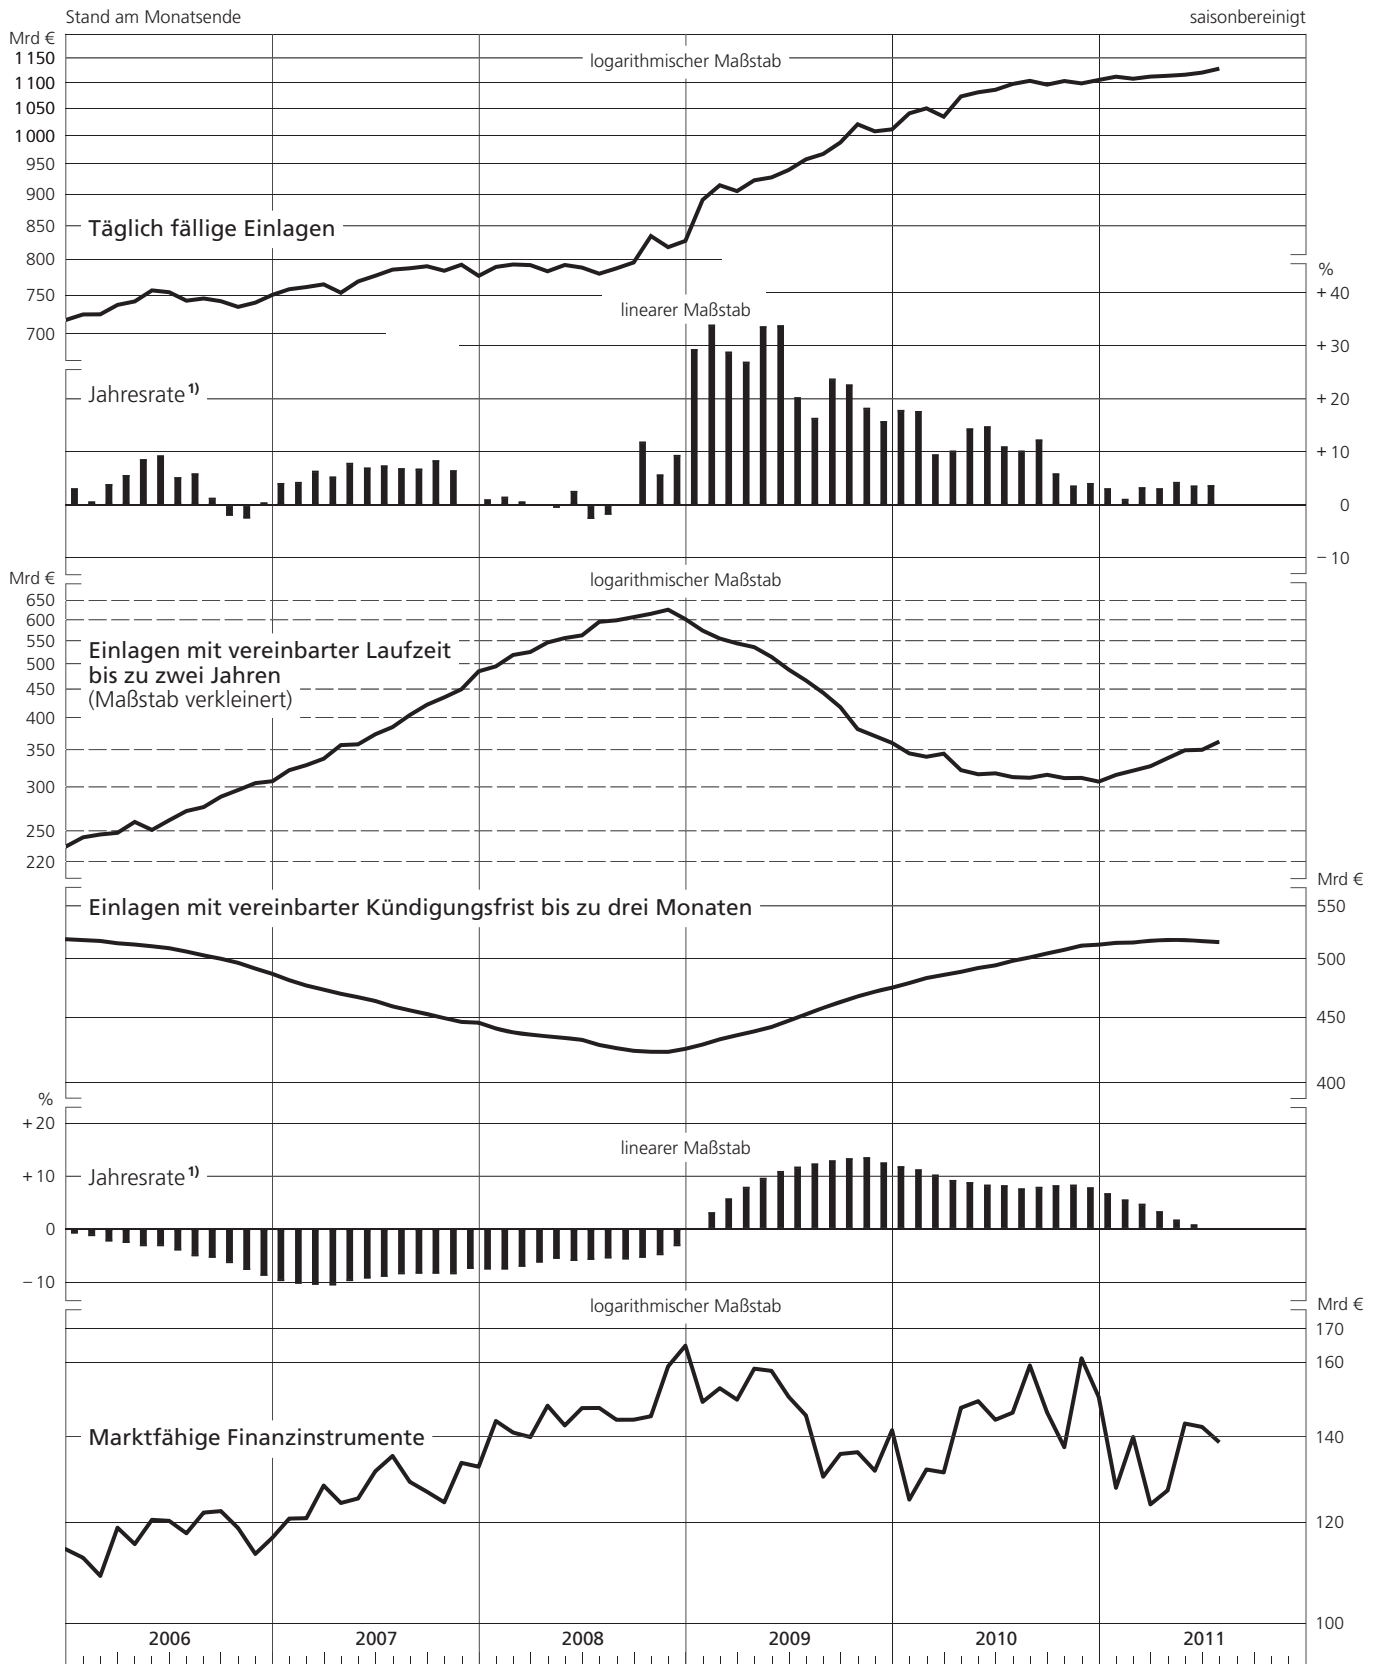 Stand am Monatsende
saisonbereinigt
Mrd €
logarithmischer Maßstab
1 150
1 100
1 050
1 000
950
900
850
800
750
700
Täglich fällige Einlagen
%
linearer Maßstab
+ 40
+ 30
+ 20
+ 10
0
− 10
Jahresrate 1)
Mrd €
logarithmischer Maßstab
650
600
550
500
450
400
350
300
250
220
Einlagen mit vereinbarter Laufzeit
bis zu zwei Jahren
(Maßstab verkleinert)
Mrd €
Einlagen mit vereinbarter Kündigungsfrist bis zu drei Monaten
550
500
450
400
%
+ 20
+ 10
0
− 10
linearer Maßstab
Jahresrate 1)
logarithmischer Maßstab
Mrd €
170
160
140
120
100
Marktfähige Finanzinstrumente
2006 2007 2008 2009 2010 2011